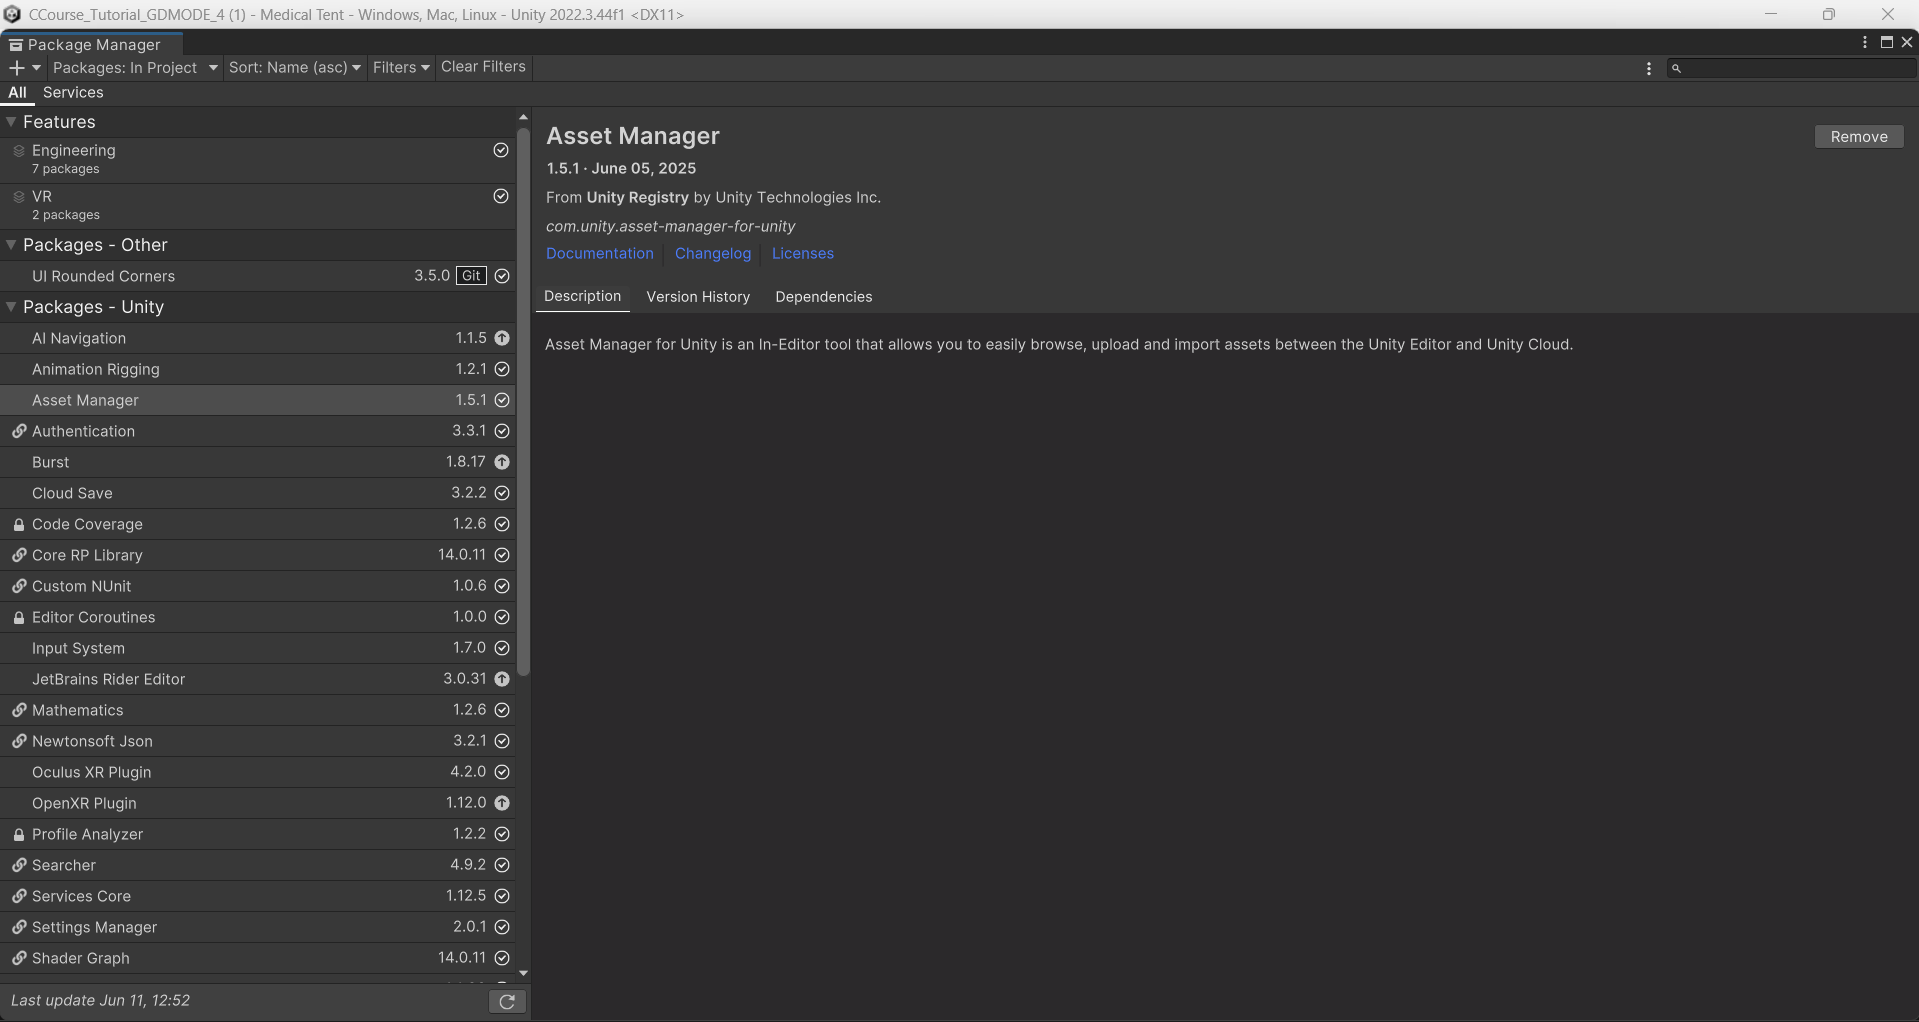 CCourse_Tutorial_GDMODE_4 (1) - Medical Tent - Windows, Mac, Linux - Unity 2022.3.44f1 <DX11>
Package Manager
Packages: In Project Sort: Name (asc) Filters Clear Filters
All Services
Features
Engineering
7 packages
VR
2 packages
Packages - Other
UI Rounded Corners 3.5.0 Git
Packages - Unity
AI Navigation 1.1.5
Animation Rigging 1.2.1
Asset Manager 1.5.1
Authentication 3.3.1
Burst 1.8.17
Cloud Save 3.2.2
Code Coverage 1.2.6
Core RP Library 14.0.11
Custom NUnit 1.0.6
Editor Coroutines 1.0.0
Input System 1.7.0
JetBrains Rider Editor 3.0.31
Mathematics 1.2.6
Newtonsoft Json 3.2.1
Oculus XR Plugin 4.2.0
OpenXR Plugin 1.12.0
Profile Analyzer 1.2.2
Searcher 4.9.2
Services Core 1.12.5
Settings Manager 2.0.1
Shader Graph 14.0.11
Last update Jun 11, 12:52
Asset Manager
Remove
1.5.1 · June 05, 2025
From Unity Registry by Unity Technologies Inc.
com.unity.asset-manager-for-unity
Documentation Changelog Licenses
Description Version History Dependencies
Asset Manager for Unity is an In-Editor tool that allows you to easily browse, upload and import assets between the Unity Editor and Unity Cloud.